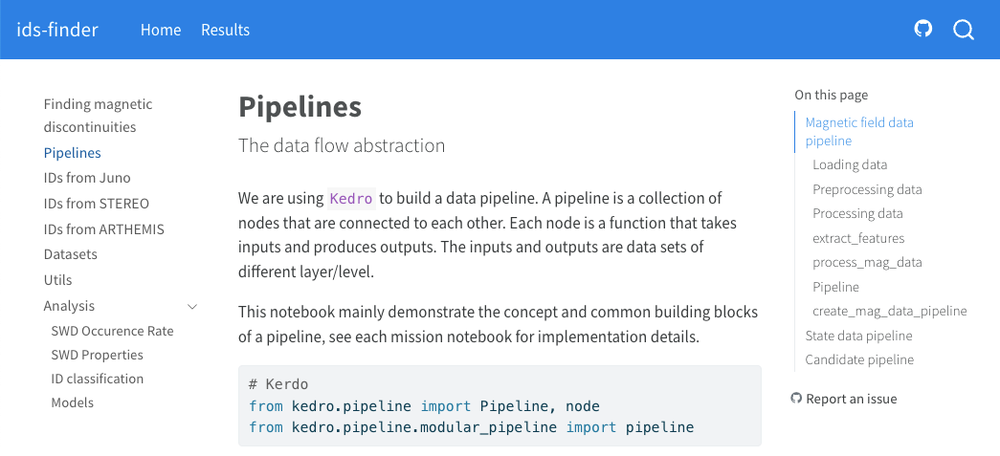 ids-finder
Home
Results
Finding magnetic
discontinuities
Pipelines
IDs from Juno
IDs from STEREO
IDs from ARTHEMIS
Datasets
Utils
Analysis
SWD Occurence Rate
SWD Properties
ID classification
Models
Pipelines
The data flow abstraction
We are using Kedro to build a data pipeline. A pipeline is a collection of
nodes that are connected to each other. Each node is a function that takes
inputs and produces outputs. The inputs and outputs are data sets of
different layer/level.
This notebook mainly demonstrate the concept and common building blocks
of a pipeline, see each mission notebook for implementation details.
# Kerdo
from kedro.pipeline import Pipeline, node
from kedro.pipeline.modular_pipeline import pipeline
On this page
Magnetic field data
pipeline
Loading data
Preprocessing data
Processing data
extract_features
process_mag_data
Pipeline
create_mag_data_pipeline
State data pipeline
Candidate pipeline
Report an issue